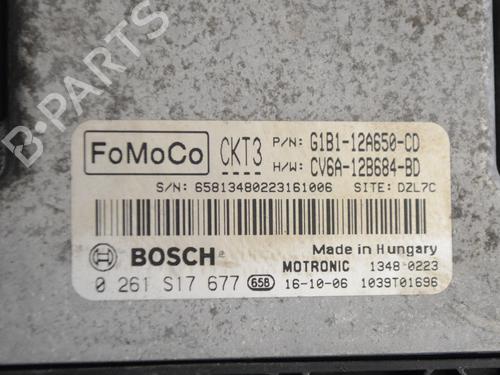 B-PARTS
FoMoCo
CKT3
P/N: G1B1-12A650-CD
H/W: CV6A-12B684-BD
S/N: 65813480223161006 SITE: DZL7C
BOSCH
Made in Hungary
MOTRONIC 1348 0223
0 261 S17 677 65B 16-10-06 1039T01696